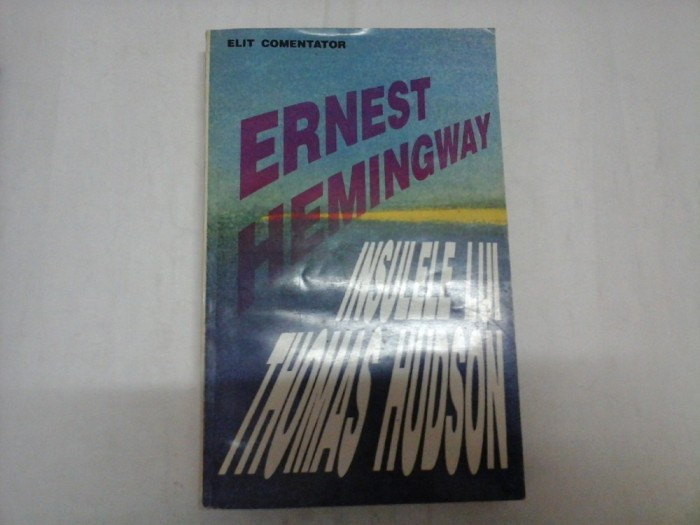 ELIT COMENTATOR
ERNEST
HEMINGWAY
INSULELE LUI
THOMAS HUDSON